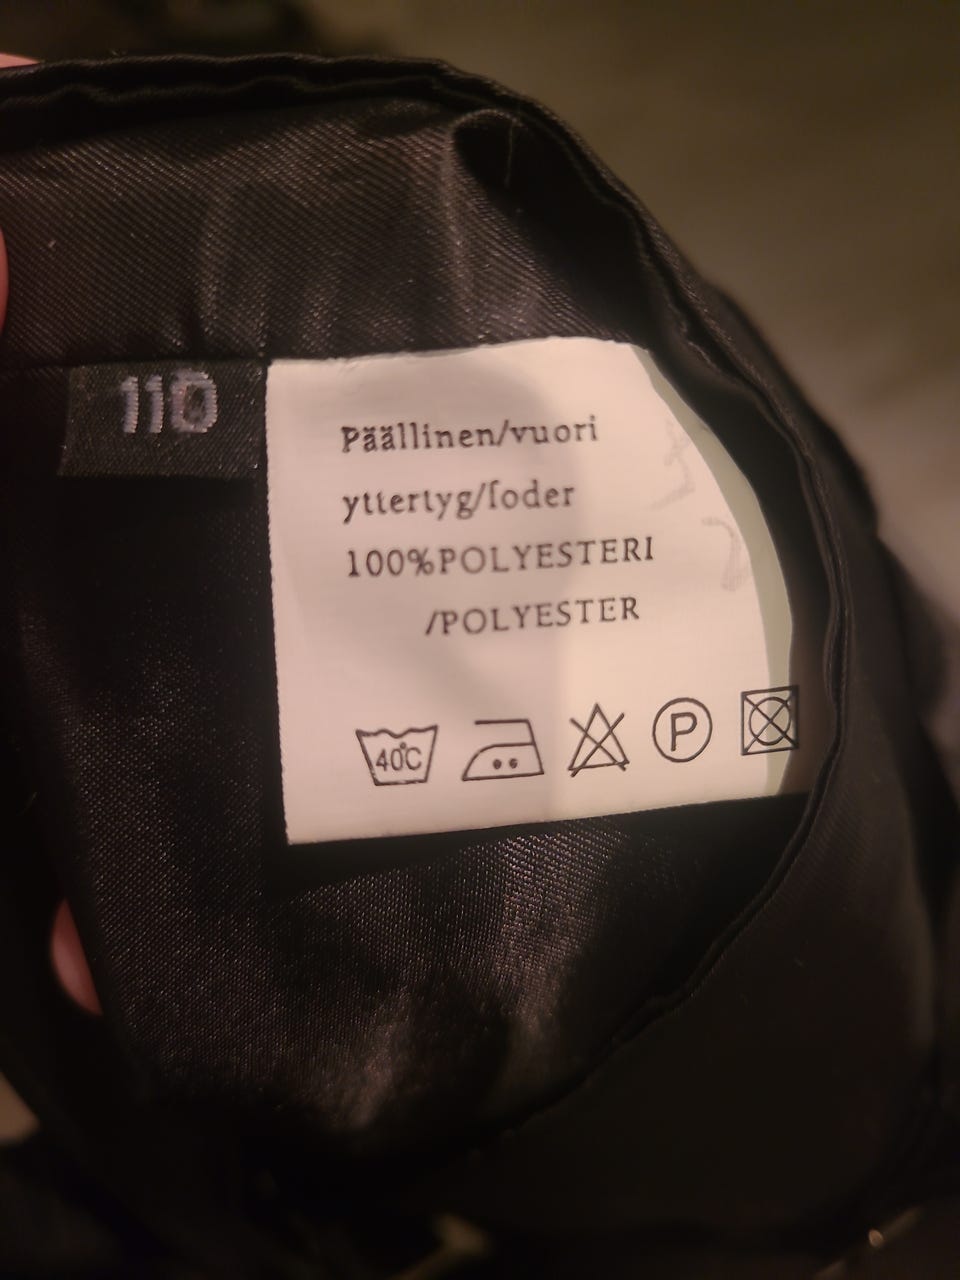 110
Päällinen/vuori
yttertyg/foder
100%POLYESTERI
/POLYESTER
40°C
P